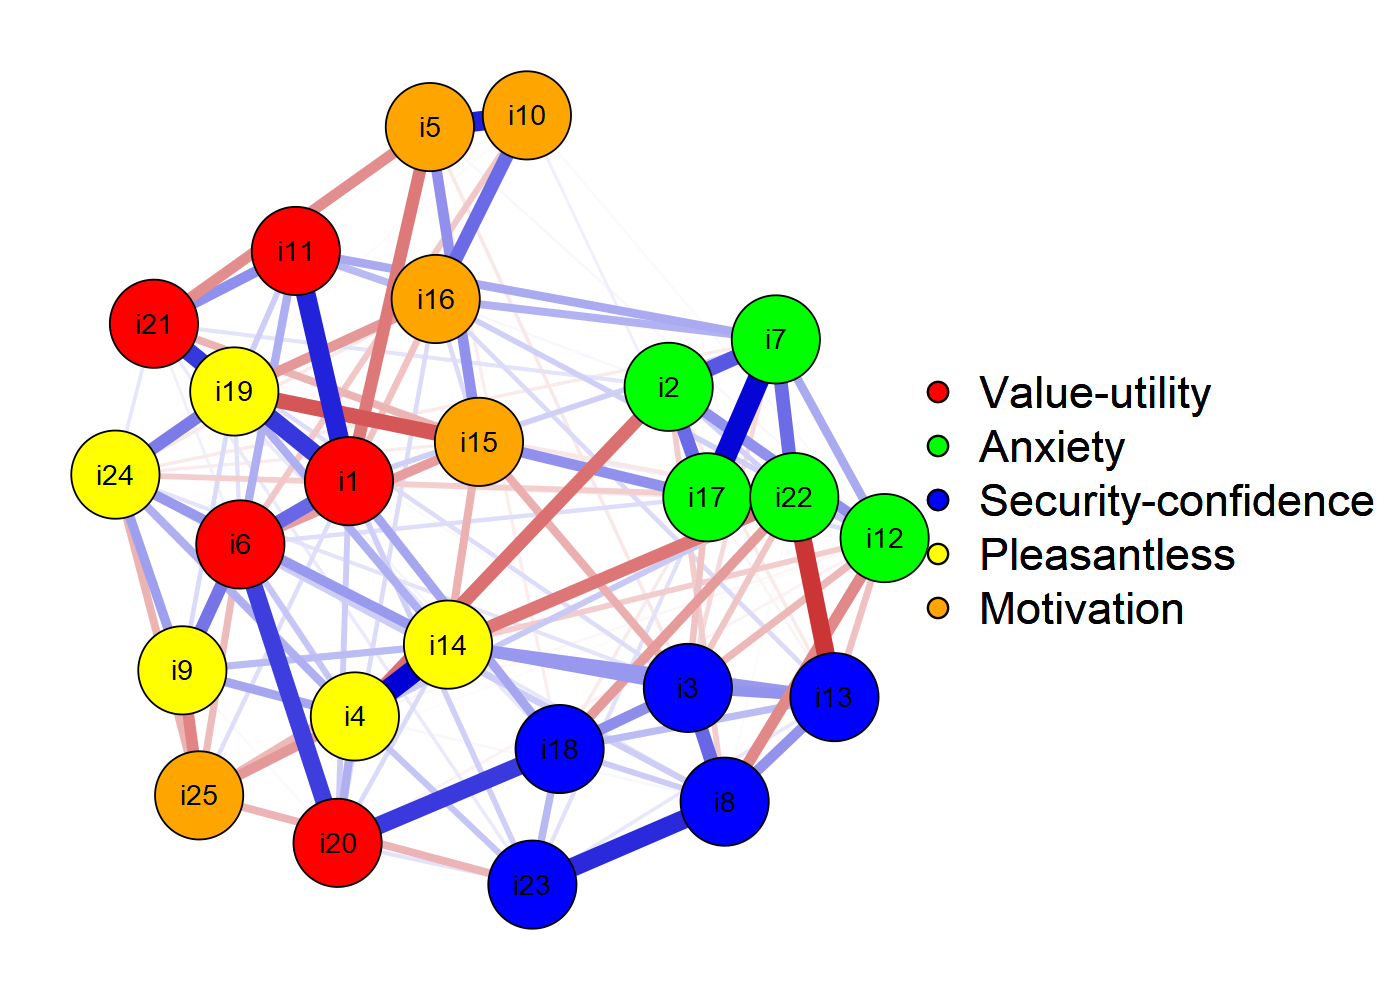 i5
i10
i11
i16
i21
i7
i2
i19
i15
i24
i1
i17
i22
i6
i12
i14
i9
i3
i13
i4
i18
i25
i8
i20
i23
Value-utility
Anxiety
Security-confidence
Pleasantless
Motivation